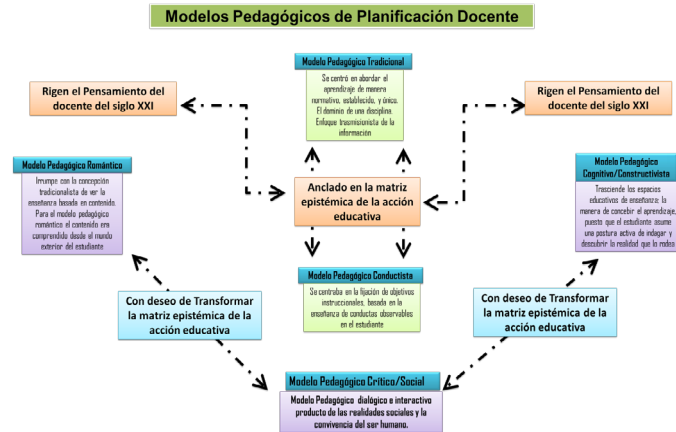 Modelos Pedagógicos de Planificación Docente
Modelo Pedagógico Tradicional
Se centró en abordar el
aprendizaje de manera
normativo, establecido, y único.
El dominio de una disciplina.
Enfoque trasmisionista de la
información
Rigen el Pensamiento del
docente del siglo XXI
Rigen el Pensamiento del
docente del siglo XXI
Modelo Pedagógico Romántico
Irrumpe con la concepción
tradicionalista de ver la
enseñanza basada en contenido.
Para el modelo pedagógico
romántico el contenido era
comprendido desde el mundo
exterior del estudiante
Anclado en la matriz
epistémica de la acción
educativa
Modelo Pedagógico
Cognitivo/Constructivista
Trasciende los espacios
educativos de enseñanza; la
manera de concebir el aprendizaje,
puesto que el estudiante asume
una postura activa de indagar y
descubrir la realidad que lo rodea
Modelo Pedagógico Conductista
Se centraba en la fijación de objetivos
instruccionales, basada en la
enseñanza de conductas observables
en el estudiante
Con deseo de Transformar
la matriz epistémica de la
acción educativa
Con deseo de Transformar
la matriz epistémica de la
acción educativa
Modelo Pedagógico Crítico/Social
Modelo Pedagógico dialógico e interactivo
producto de las realidades sociales y la
convivencia del ser humano.